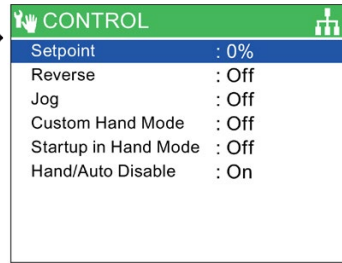 CONTROL
Setpoint : 0%
Reverse : Off
Jog : Off
Custom Hand Mode : Off
Startup in Hand Mode : Off
Hand/Auto Disable : On